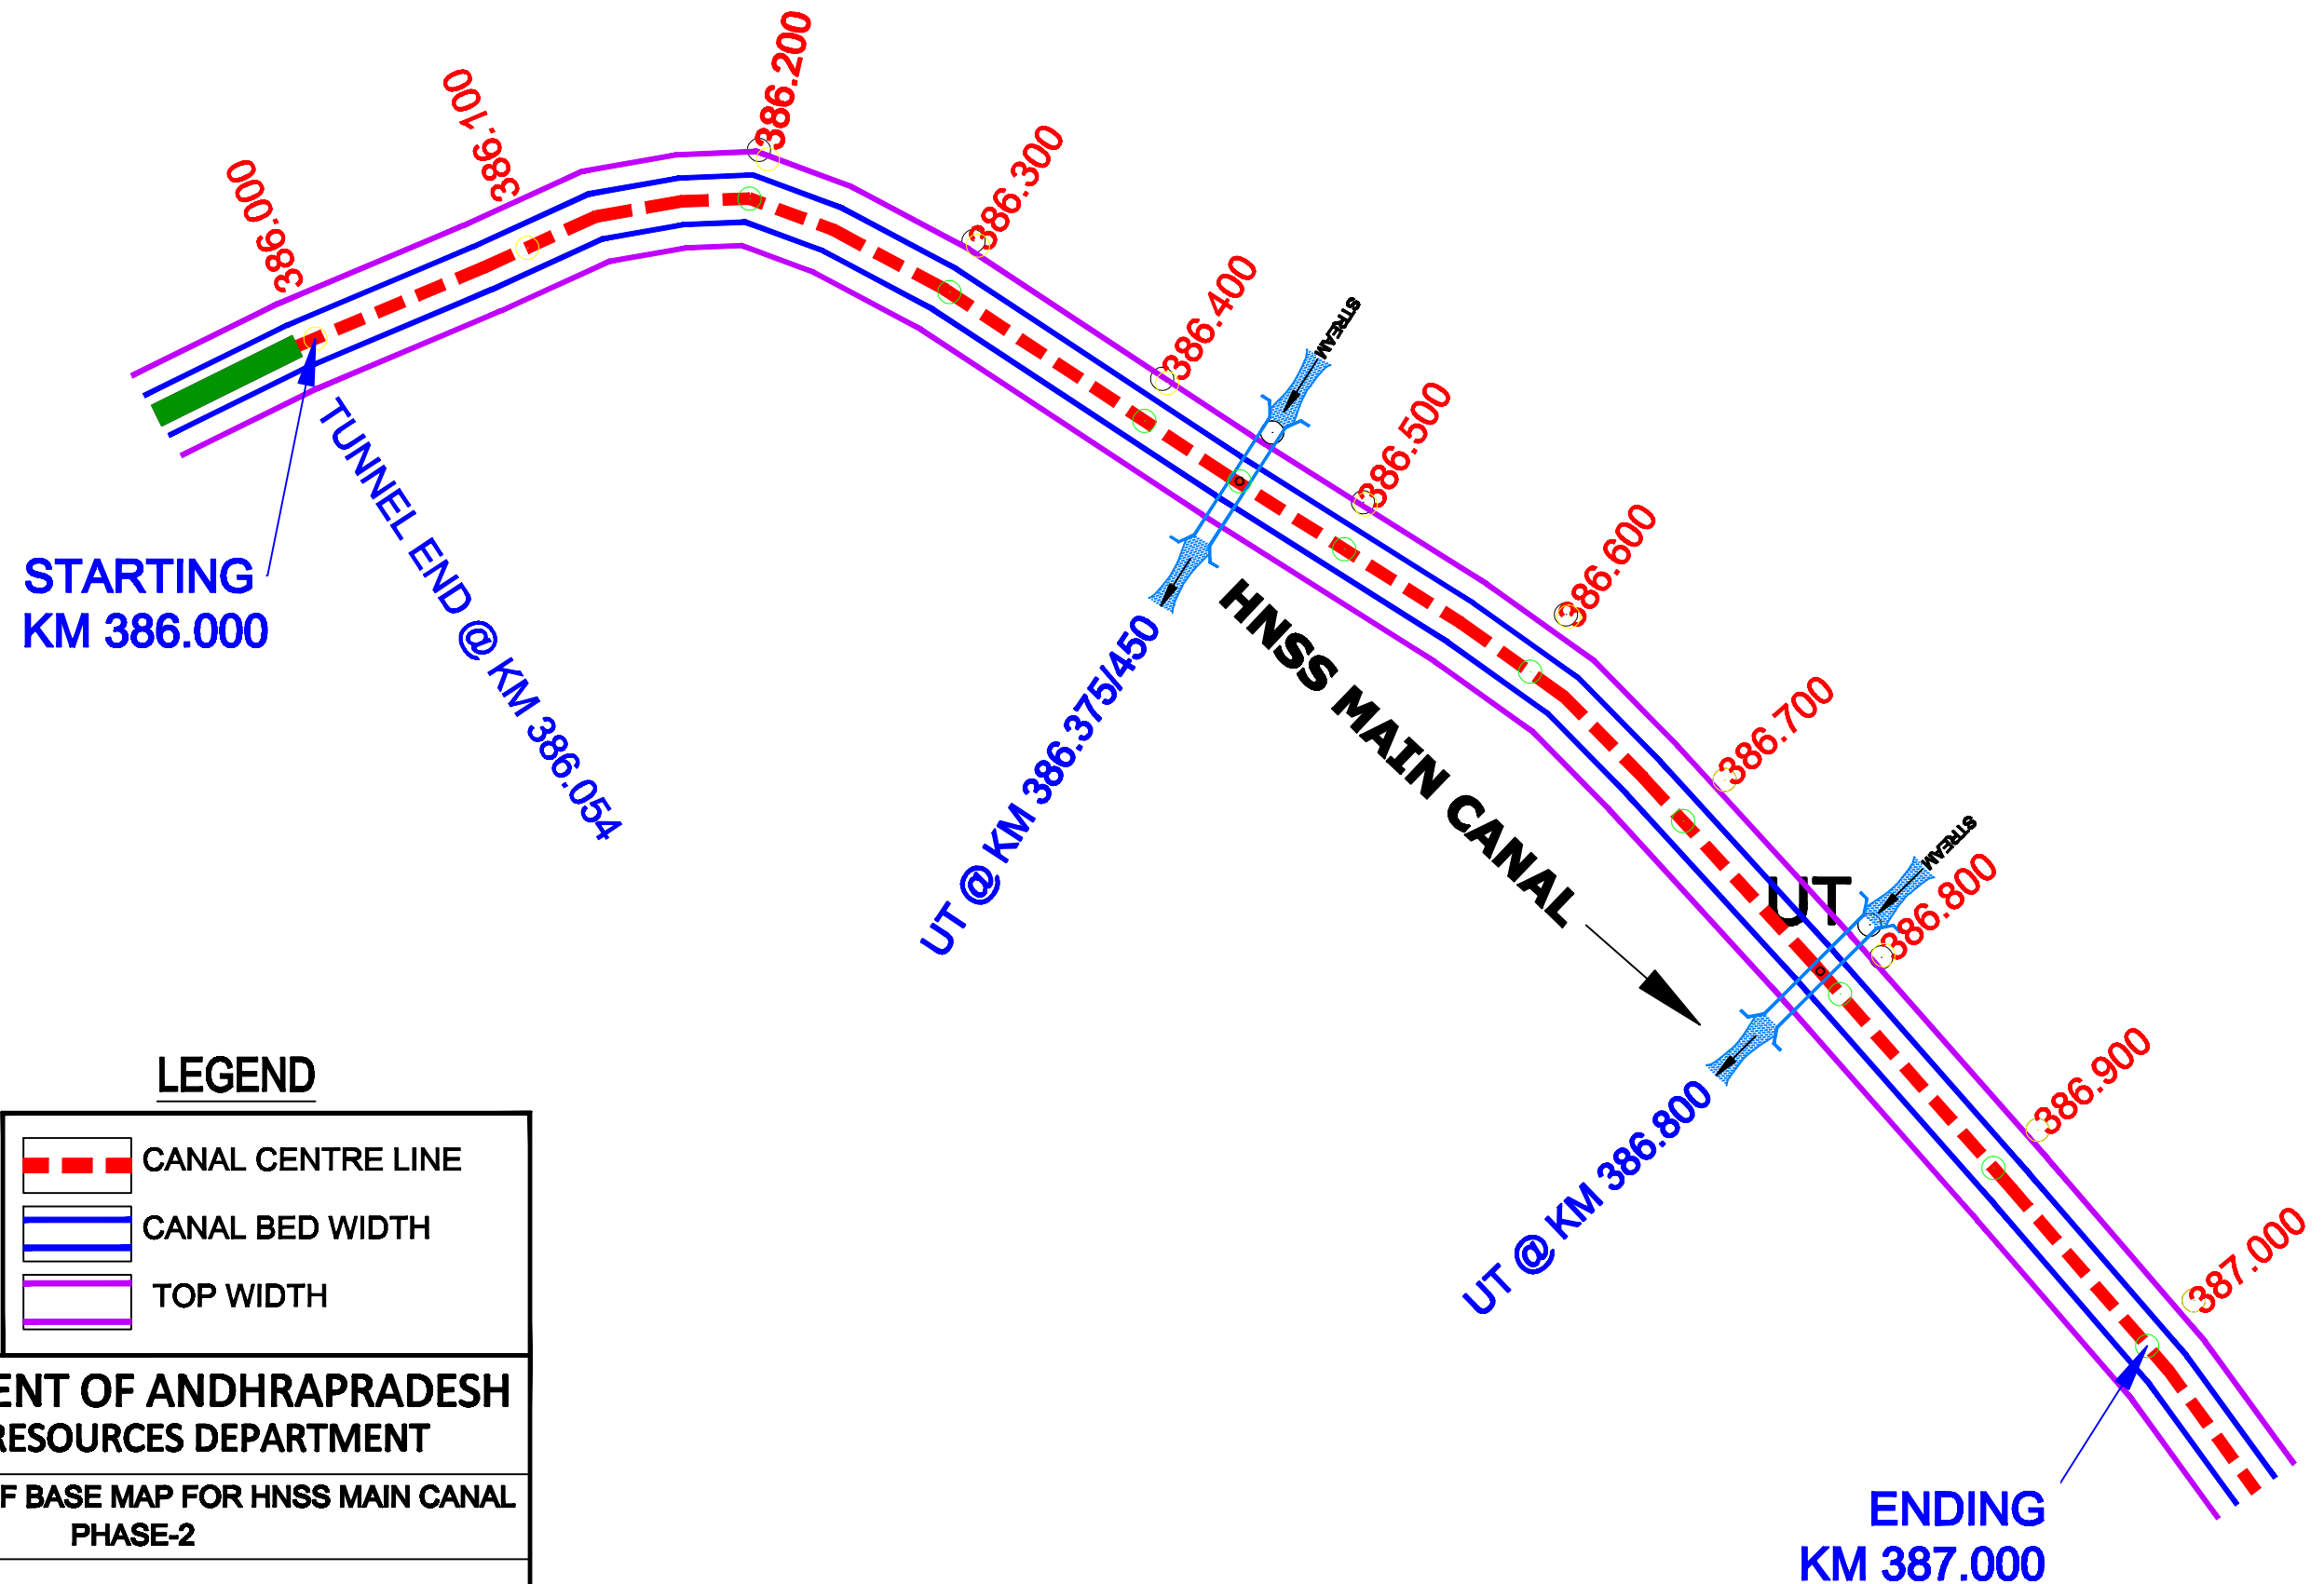 386.000
386.100
386.200
386.300
386.400
386.500
386.600
386.700
386.800
386.900
387.000
STREAM
STREAM
STARTING
KM 386.000
TUNNEL END @ KM 386.054
UT @ KM 386.375/450
HNSS MAIN CANAL
UT
UT @ KM 386.800
ENDING
KM 387.000
LEGEND
CANAL CENTRE LINE
CANAL BED WIDTH
TOP WIDTH
ENT OF ANDHRAPRADESH
RESOURCES DEPARTMENT
F BASE MAP FOR HNSS MAIN CANAL
PHASE-2